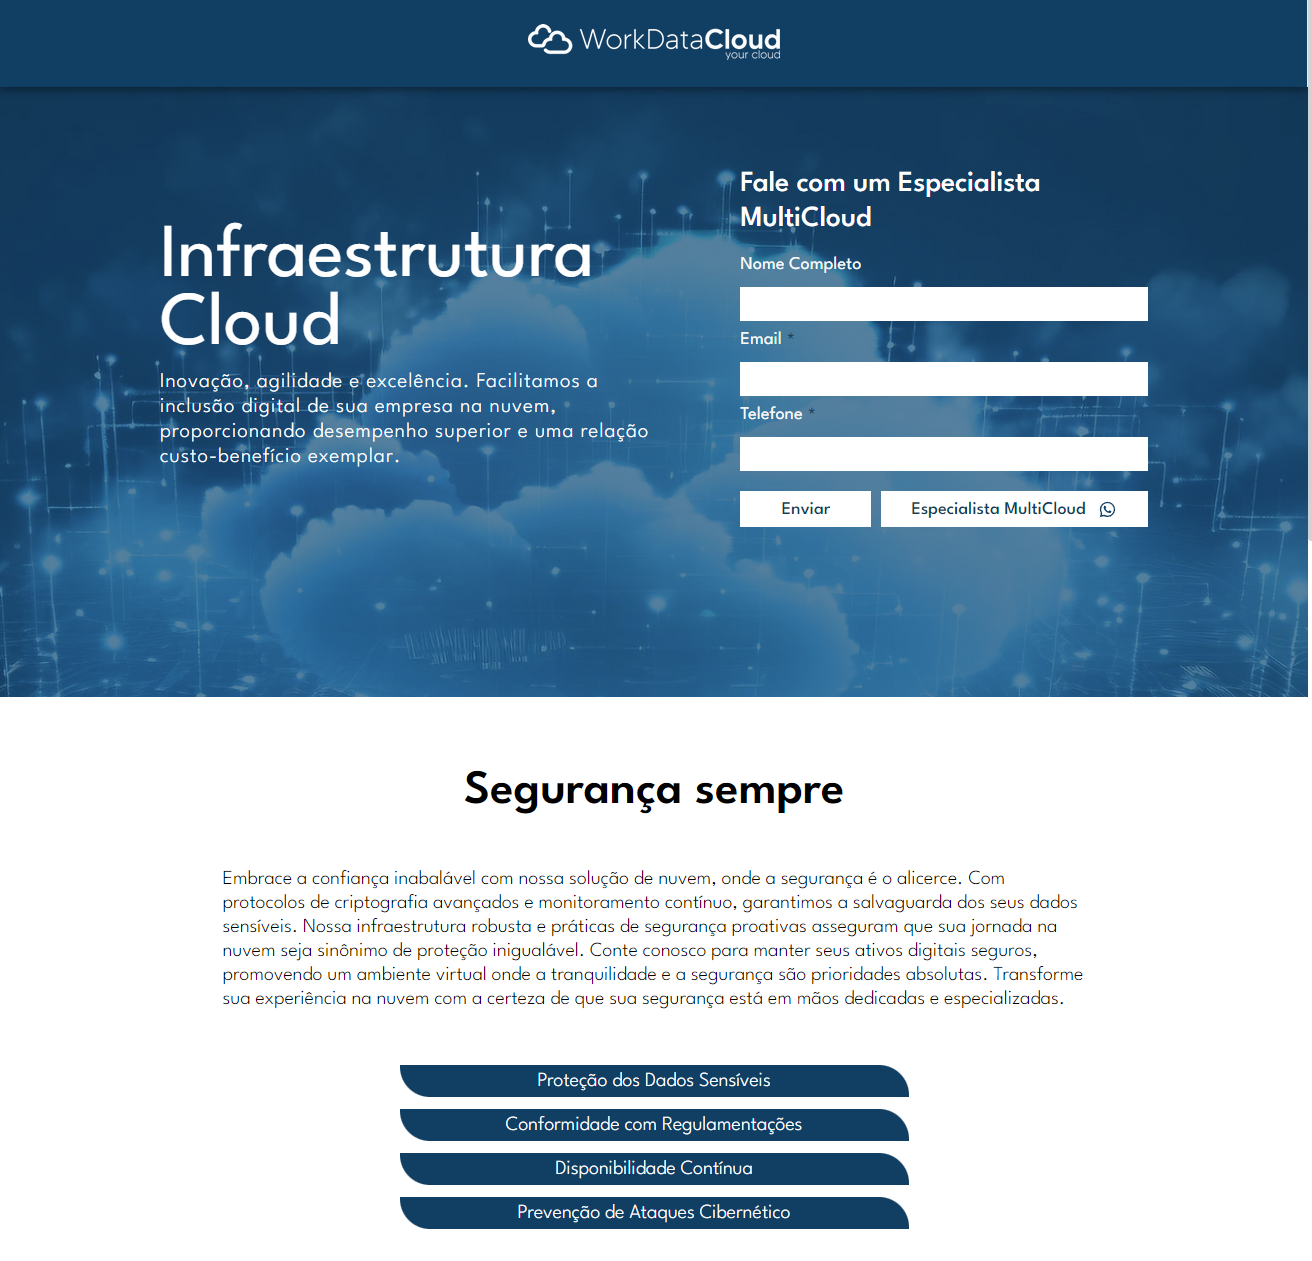 WorkDataCloud
your cloud
Infraestrutura
Cloud
Inovação, agilidade e excelência. Facilitamos a
inclusão digital de sua empresa na nuvem,
proporcionando desempenho superior e uma relação
custo-benefício exemplar.
Fale com um Especialista
MultiCloud
Nome Completo
Email *
Telefone *
Enviar
Especialista MultiCloud
Segurança sempre
Embrace a confiança inabalável com nossa solução de nuvem, onde a segurança é o alicerce. Com
protocolos de criptografia avançados e monitoramento contínuo, garantimos a salvaguarda dos seus dados
sensíveis. Nossa infraestrutura robusta e práticas de segurança proativas asseguram que sua jornada na
nuvem seja sinônimo de proteção inigualável. Conte conosco para manter seus ativos digitais seguros,
promovendo um ambiente virtual onde a tranquilidade e a segurança são prioridades absolutas. Transforme
sua experiência na nuvem com a certeza de que sua segurança está em mãos dedicadas e especializadas.
Proteção dos Dados Sensíveis
Conformidade com Regulamentações
Disponibilidade Contínua
Prevenção de Ataques Cibernético